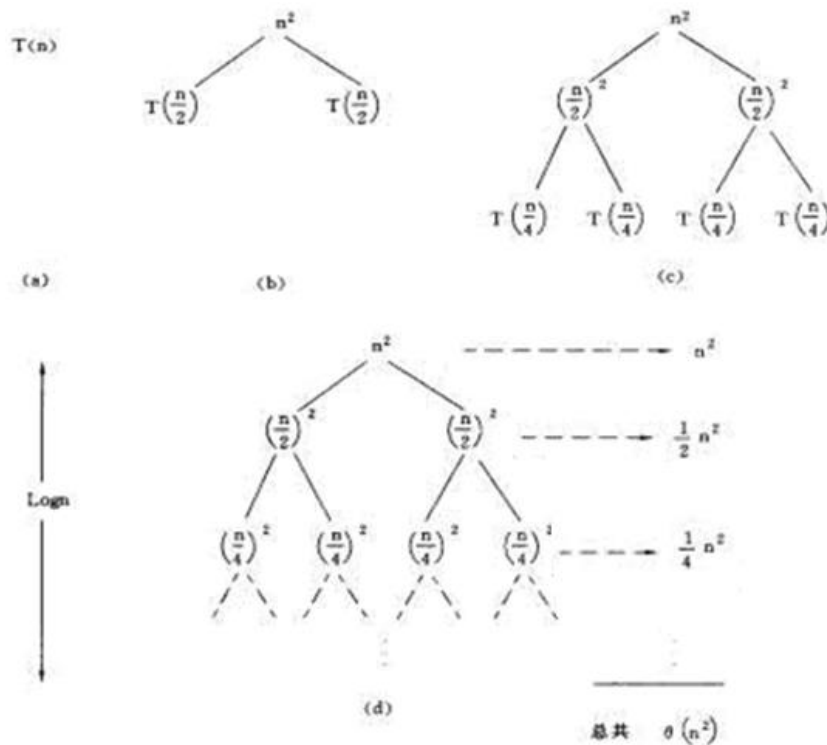 n²
T(n)
T(n/2) T(n/2)
(a)
(b)
n²
(n/2)² (n/2)²
T(n/4) T(n/4) T(n/4) T(n/4)
(c)
n² n²
(n/2)² (n/2)² 1/2 n²
Logn
(n/4)² (n/4)² (n/4)² (n/4)² 1/4 n²
(d)
总共 θ(n²)